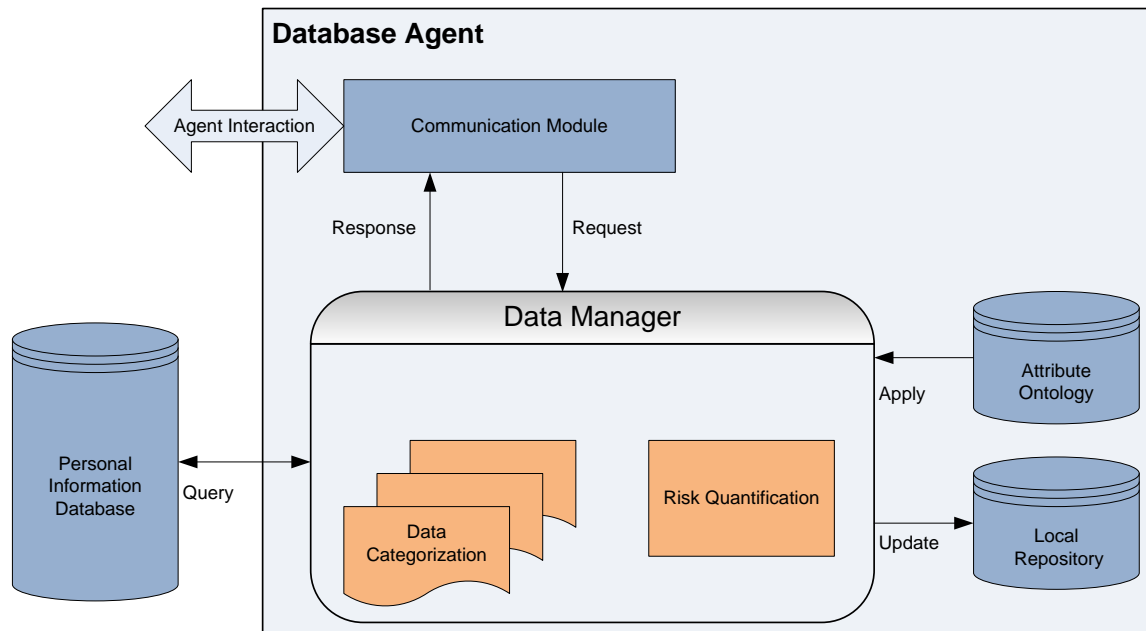 Database Agent
Agent Interaction
Communication Module
Response
Request
Data Manager
Attribute
Ontology
Apply
Personal
Information
Database
Query
Data
Categorization
Risk Quantification
Update
Local
Repository